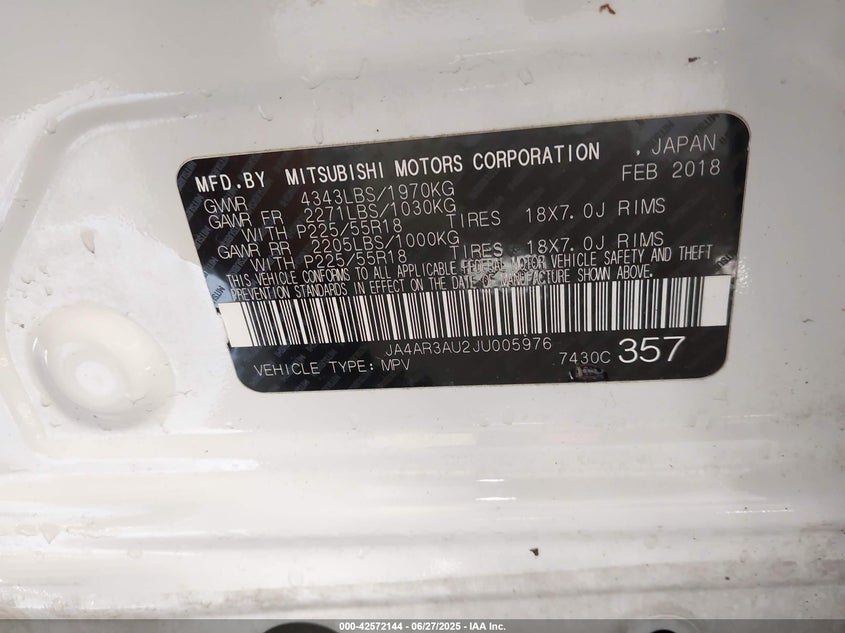 MFD.BY MITSUBISHI MOTORS CORPORATION , JAPAN
FEB 2018
GVWR 4343LBS/1970KG
GAWR FR 2271LBS/1030KG
WITH P225/55R18 TIRES 18X7.0J RIMS
GAWR RR 2205LBS/1000KG
WITH P225/55R18 TIRES 18X7.0J RIMS
THIS VEHICLE CONFORMS TO ALL APPLICABLE FEDERAL MOTOR VEHICLE SAFETY AND THEFT
PREVENTION STANDARDS IN EFFECT ON THE DATE OF MANUFACTURE SHOWN ABOVE.
JA4AR3AU2JU005976
VEHICLE TYPE: MPV 7430C 357
000-42572144 - 06/27/2025 - IAA Inc.